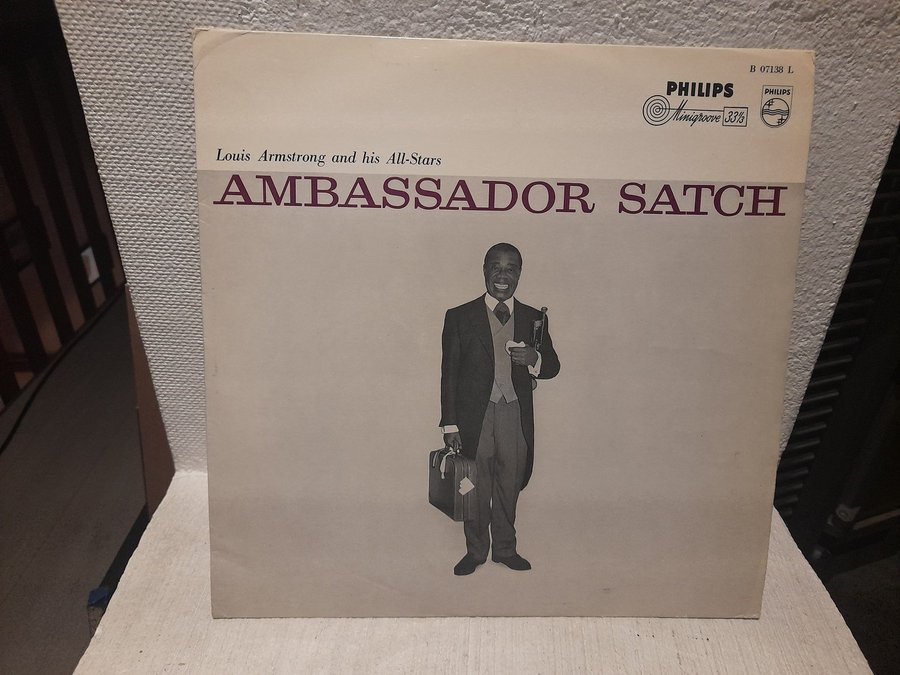 B 07138 L
PHILIPS
Minigroove 33⅓
PHILIPS
Louis Armstrong and his All-Stars
AMBASSADOR SATCH